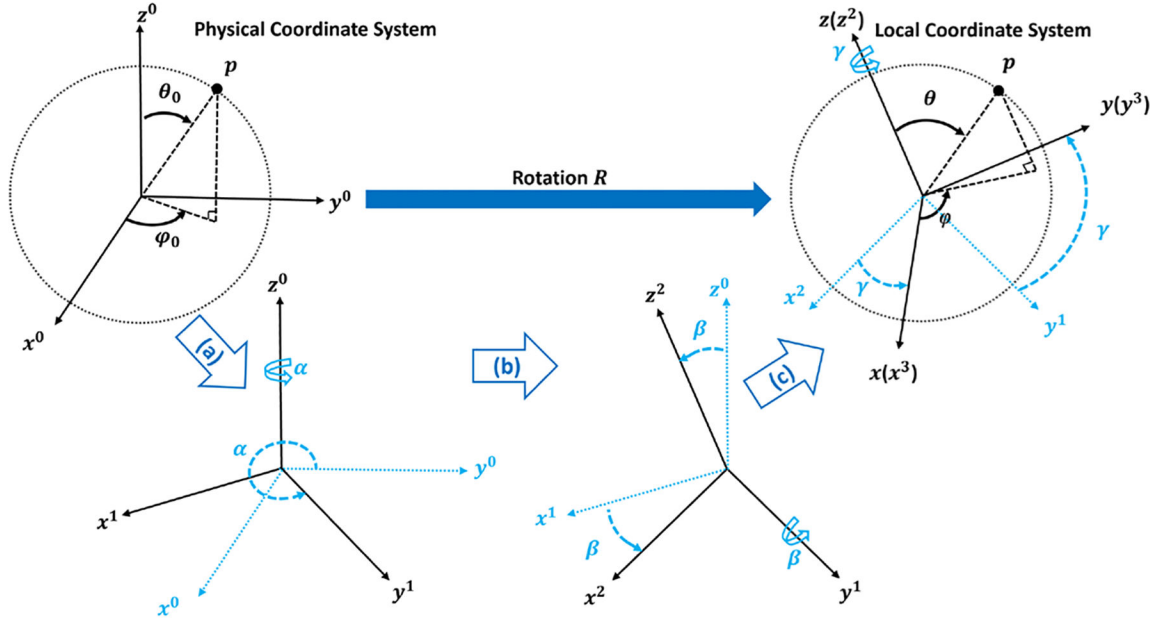 Physical Coordinate System
z⁰
p
θ₀
y⁰
φ₀
x⁰
Rotation R
Local Coordinate System
z(z²)
γ
p
θ
y(y³)
φ
γ
x²
γ
y¹
x(x³)
(a)
z⁰
α
α
y⁰
x¹
x⁰
y¹
(b)
z²
z⁰
β
x¹
β
β
x²
y¹
(c)